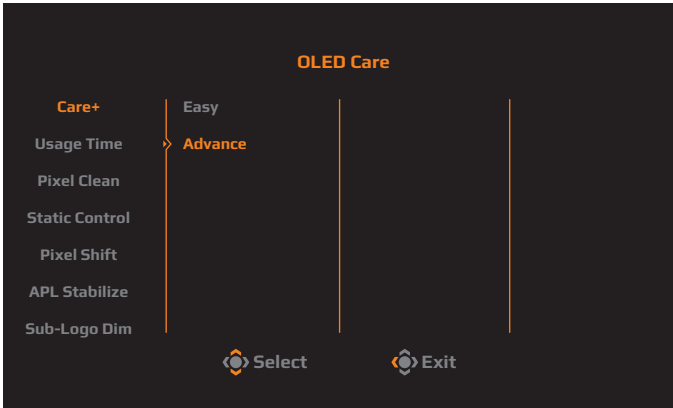 OLED Care
Care+
Easy
Usage Time
Advance
Pixel Clean
Static Control
Pixel Shift
APL Stabilize
Sub-Logo Dim
Select
Exit